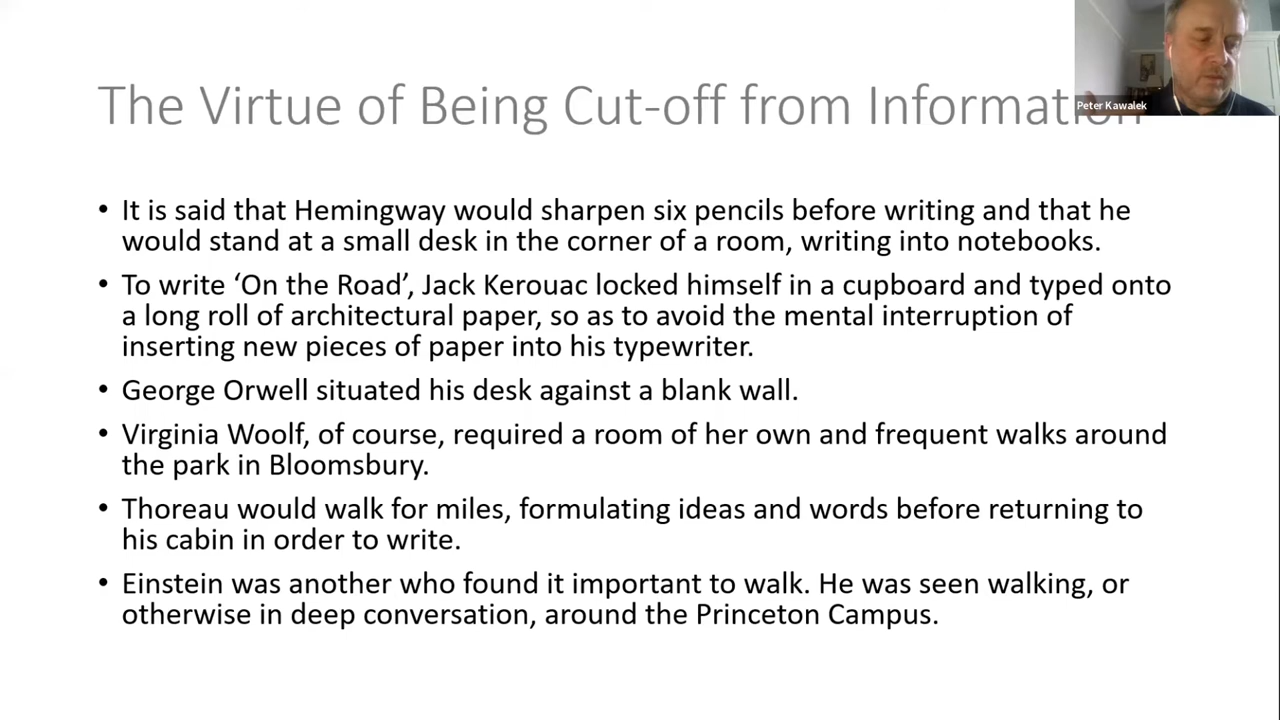 The Virtue of Being Cut-off from Information
Peter Kawalek
• It is said that Hemingway would sharpen six pencils before writing and that he
would stand at a small desk in the corner of a room, writing into notebooks.
• To write ‘On the Road’, Jack Kerouac locked himself in a cupboard and typed onto
a long roll of architectural paper, so as to avoid the mental interruption of
inserting new pieces of paper into his typewriter.
• George Orwell situated his desk against a blank wall.
• Virginia Woolf, of course, required a room of her own and frequent walks around
the park in Bloomsbury.
• Thoreau would walk for miles, formulating ideas and words before returning to
his cabin in order to write.
• Einstein was another who found it important to walk. He was seen walking, or
otherwise in deep conversation, around the Princeton Campus.